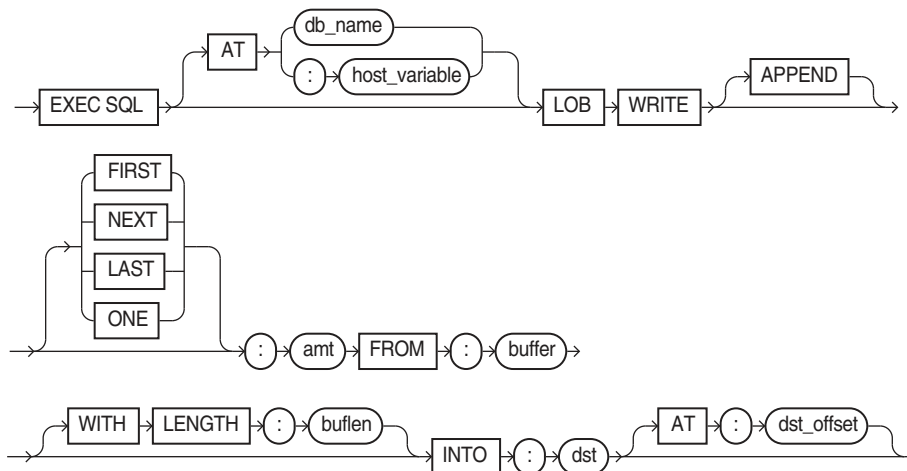 db_name
AT : host_variable
EXEC SQL LOB WRITE APPEND
FIRST
NEXT
LAST
ONE
: amt FROM : buffer
WITH LENGTH : buflen AT : dst_offset
INTO : dst